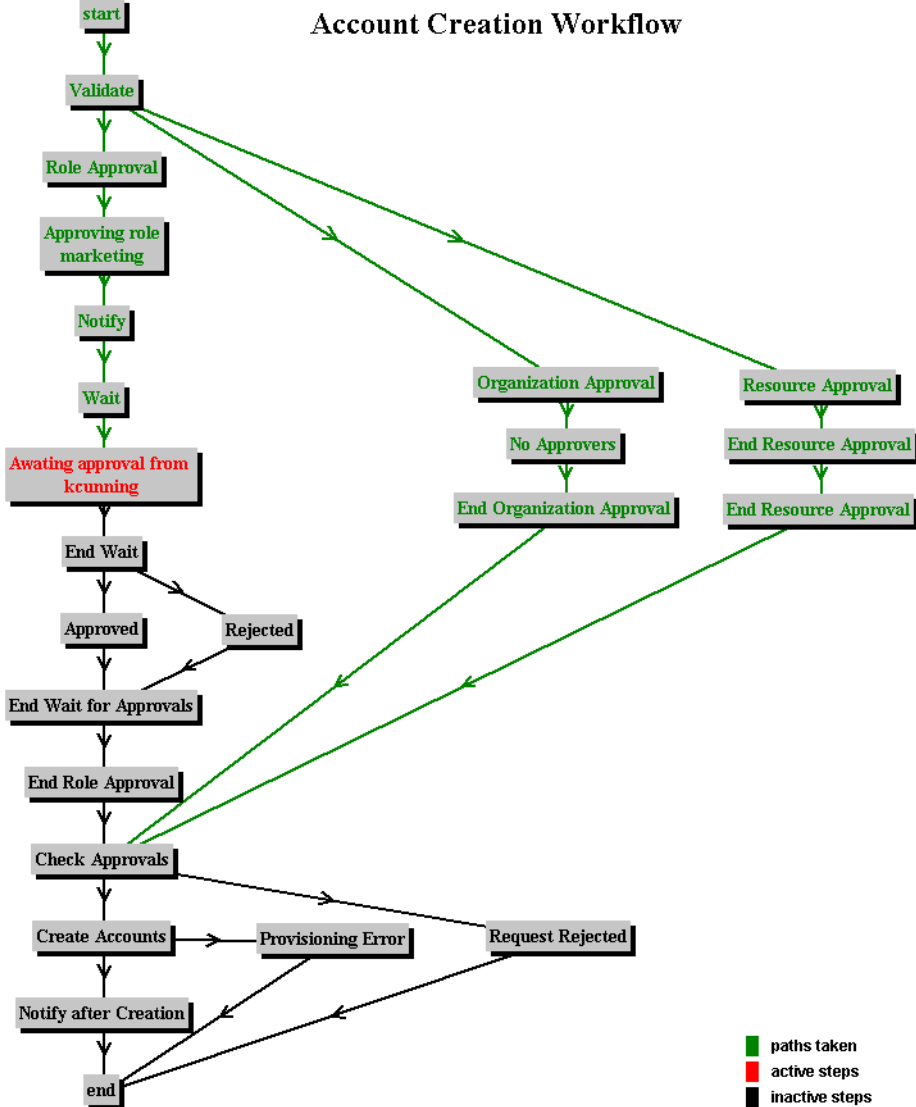 start
Account Creation Workflow
Validate
Role Approval
Approving role
marketing
Notify
Wait
Organization Approval
Resource Approval
No Approvers
End Resource Approval
Awating approval from
kcunning
End Organization Approval
End Resource Approval
End Wait
Approved
Rejected
End Wait for Approvals
End Role Approval
Check Approvals
Create Accounts
Provisioning Error
Request Rejected
Notify after Creation
end
paths taken
active steps
inactive steps